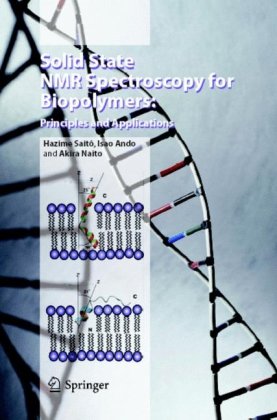 Solid State
NMR Spectroscopy for
Biopolymers:
Principles and Applications
Hazime Saitô, Isao Ando
and Akira Naito
Z'
Z
C
Z'
Z
C
N
Springer